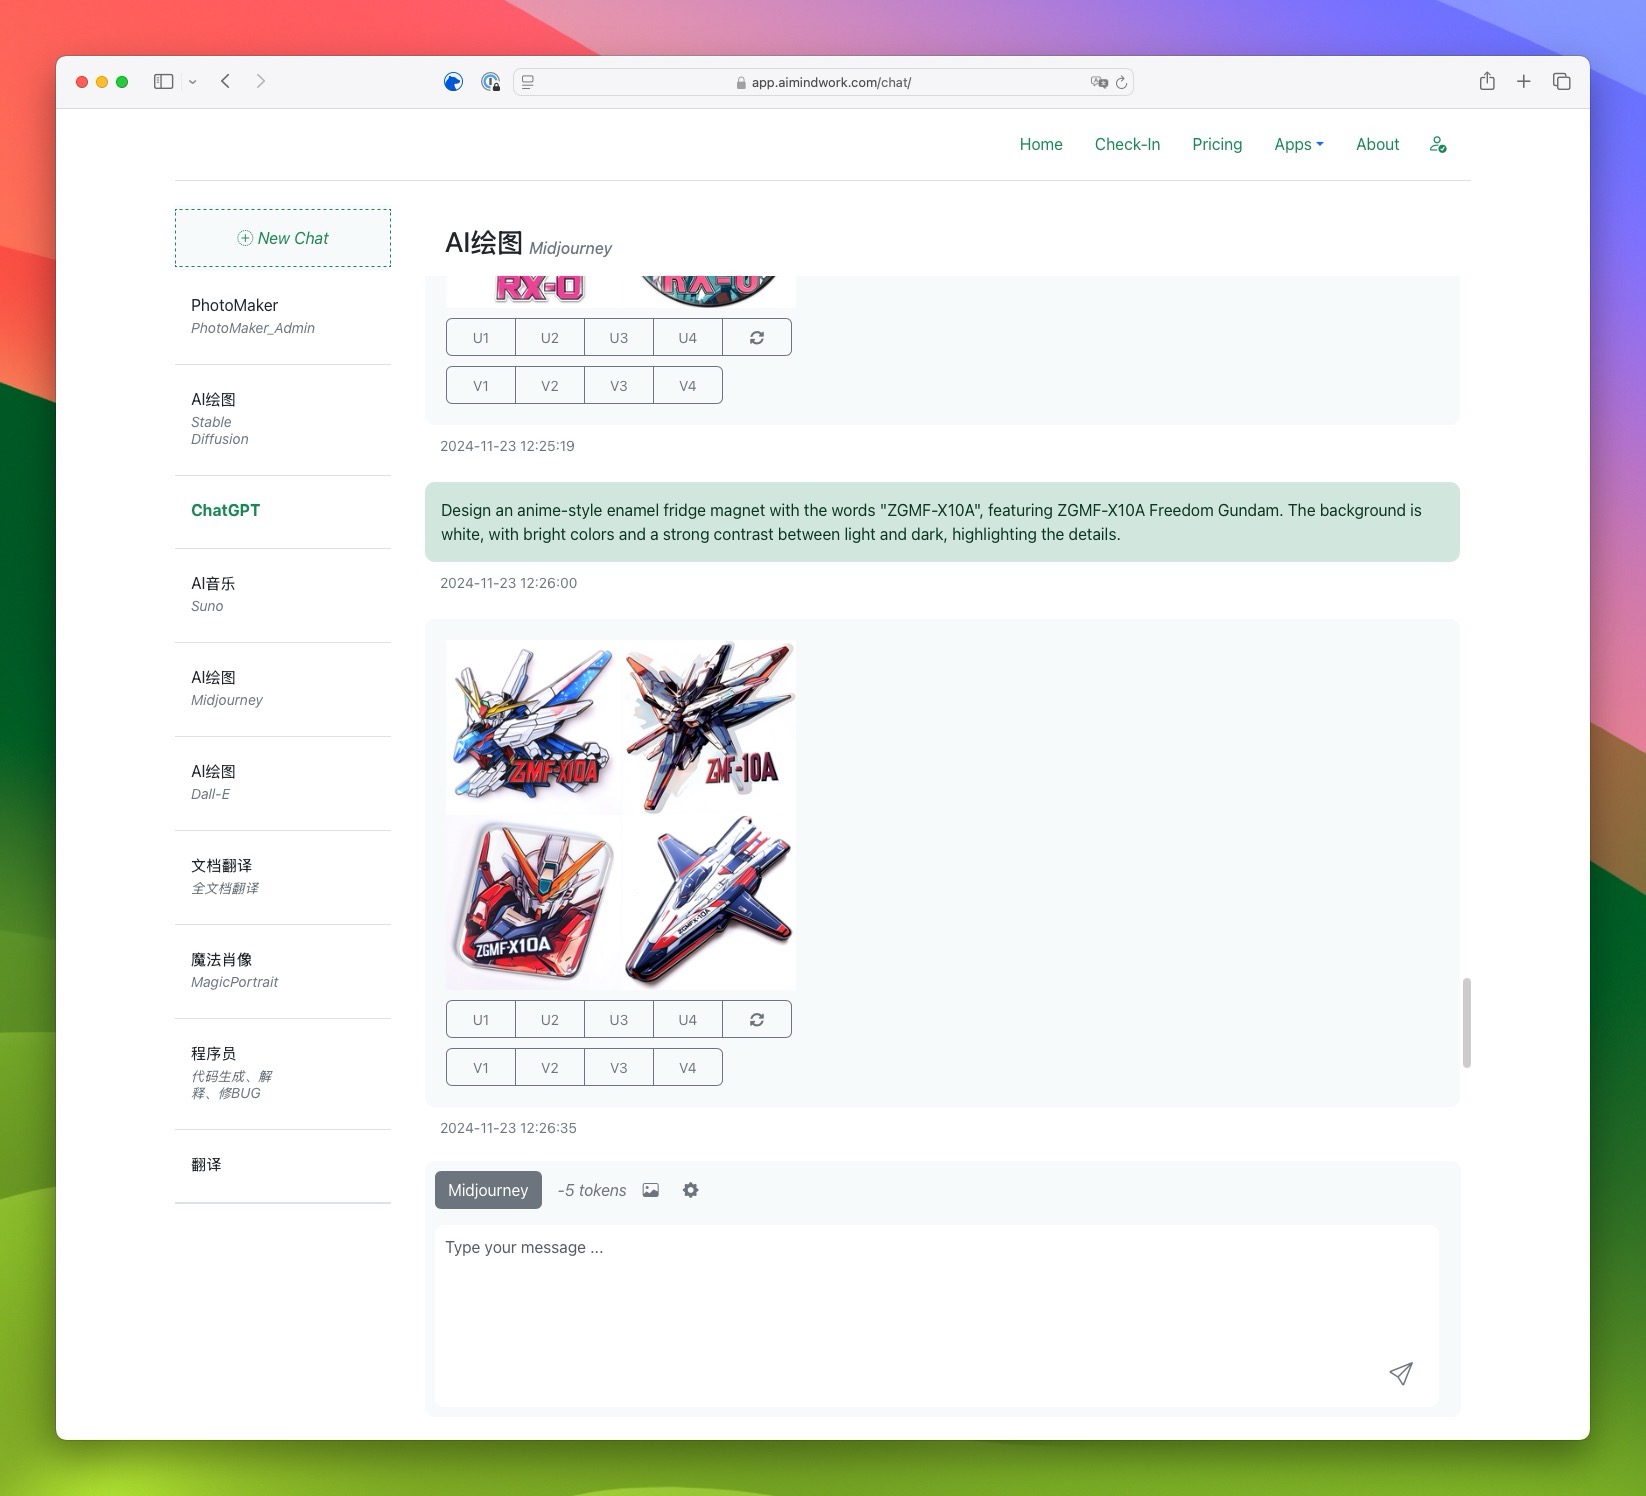 app.aimindwork.com/chat/
Home Check-In Pricing Apps About
New Chat
PhotoMaker
PhotoMaker_Admin
AI绘图
Stable
Diffusion
ChatGPT
AI音乐
Suno
AI绘图
Midjourney
AI绘图
Dall-E
文档翻译
全文档翻译
魔法肖像
MagicPortrait
程序员
代码生成、解
释、修BUG
翻译
AI绘图 Midjourney
RX-0 RX-0
U1 U2 U3 U4
V1 V2 V3 V4
2024-11-23 12:25:19
Design an anime-style enamel fridge magnet with the words "ZGMF-X10A", featuring ZGMF-X10A Freedom Gundam. The background is
white, with bright colors and a strong contrast between light and dark, highlighting the details.
2024-11-23 12:26:00
ZGMF-X10A
ZMF-10A
ZGMF-X10A
ZGMFX-10A
U1 U2 U3 U4
V1 V2 V3 V4
2024-11-23 12:26:35
Midjourney -5 tokens
Type your message ...